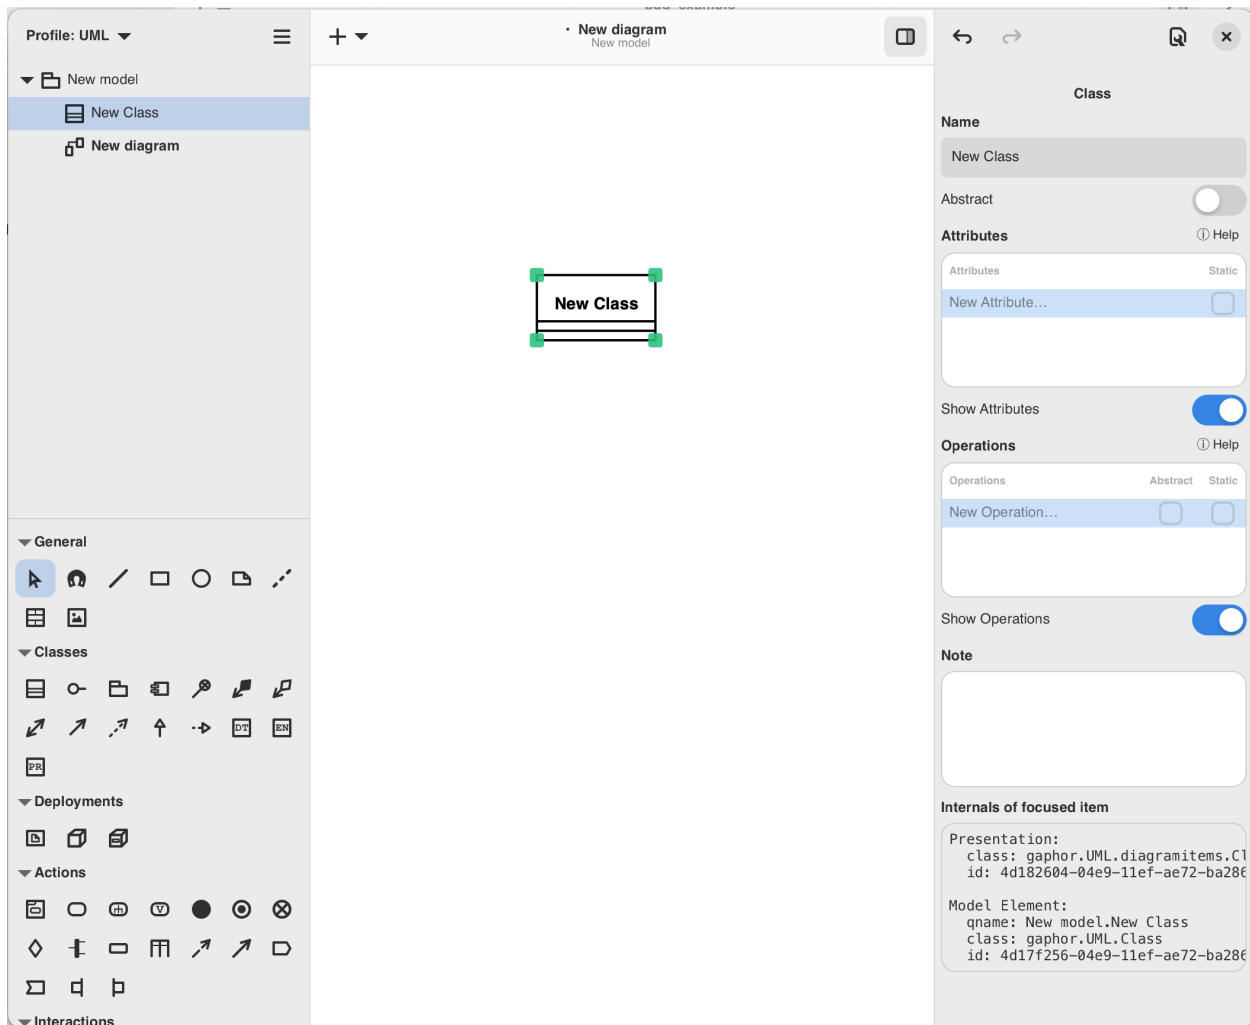 Profile: UML
New model
New Class
New diagram
General
Classes
DT
EN
PR
Deployments
Actions
V
Interactions
• New diagram
New model
New Class
Class
Name
New Class
Abstract
Attributes
Help
Attributes Static
New Attribute…
Show Attributes
Operations
Help
Operations Abstract Static
New Operation…
Show Operations
Note
Internals of focused item
Presentation:
class: gaphor.UML.diagramitems.Cl
id: 4d182604-04e9-11ef-ae72-ba286
Model Element:
qname: New model.New Class
class: gaphor.UML.Class
id: 4d17f256-04e9-11ef-ae72-ba286